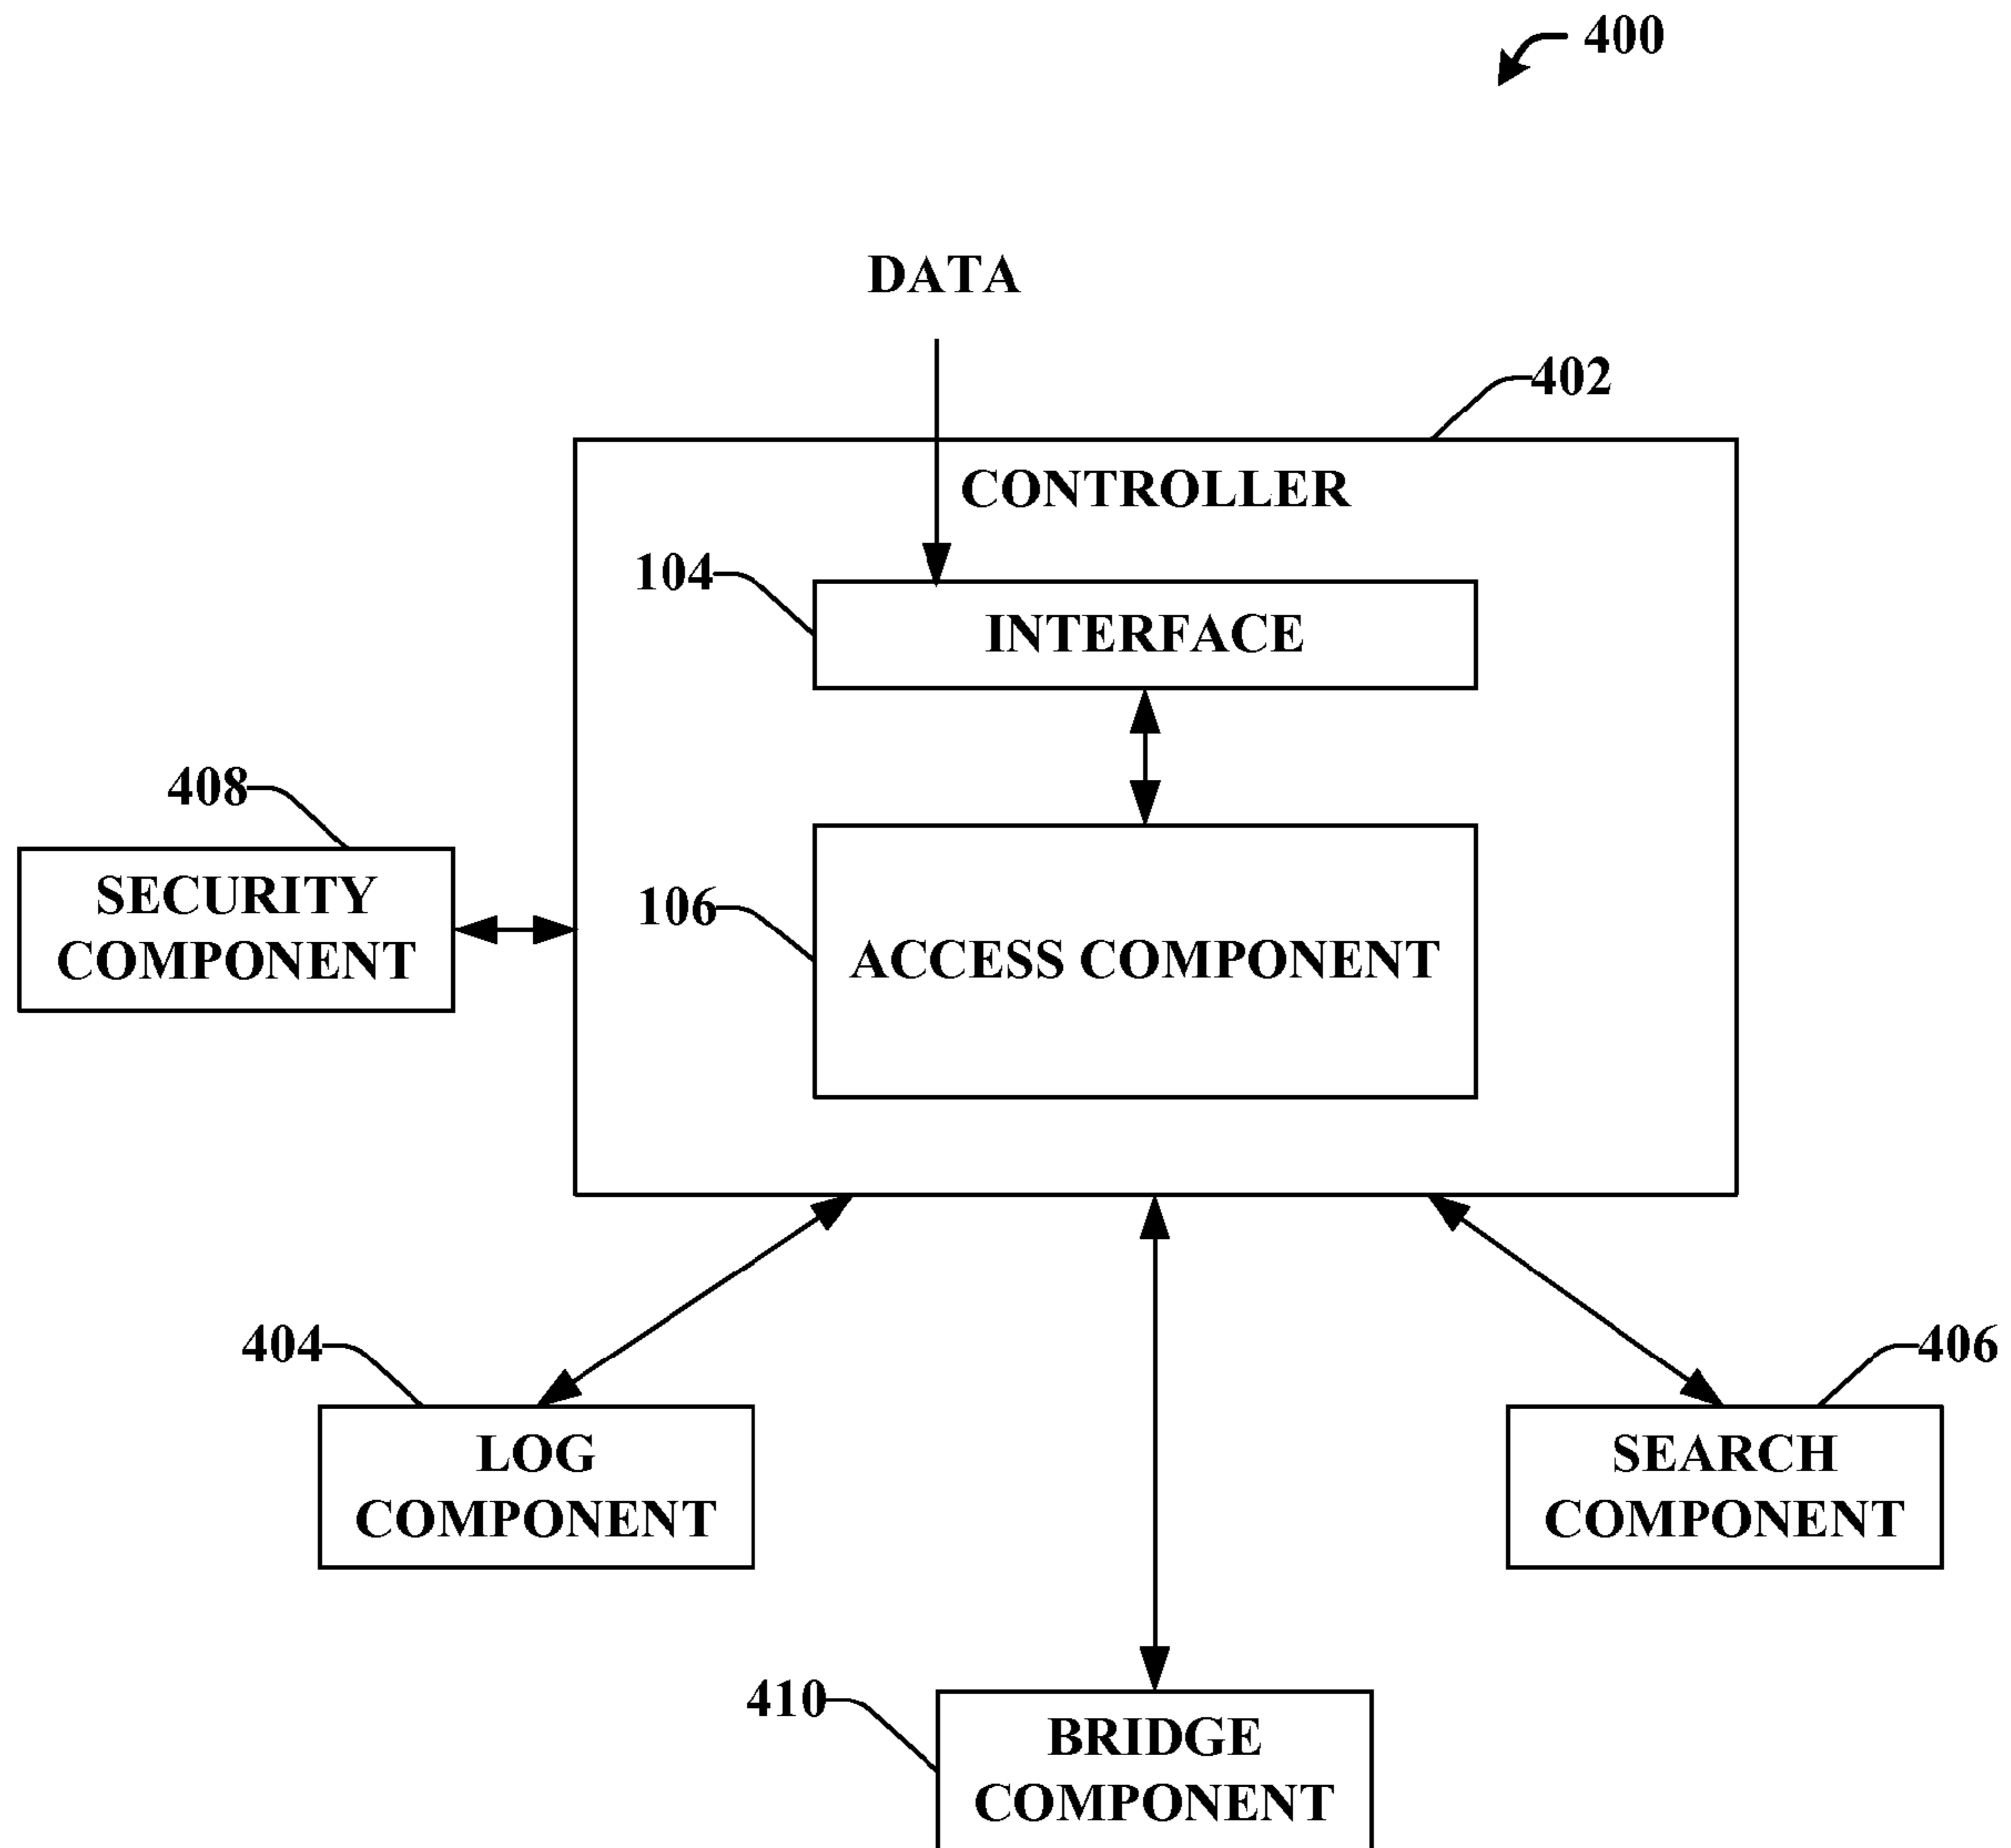 400
DATA
402
CONTROLLER
104
INTERFACE
408
SECURITY
COMPONENT
106
ACCESS COMPONENT
404
LOG
COMPONENT
406
SEARCH
COMPONENT
410
BRIDGE
COMPONENT